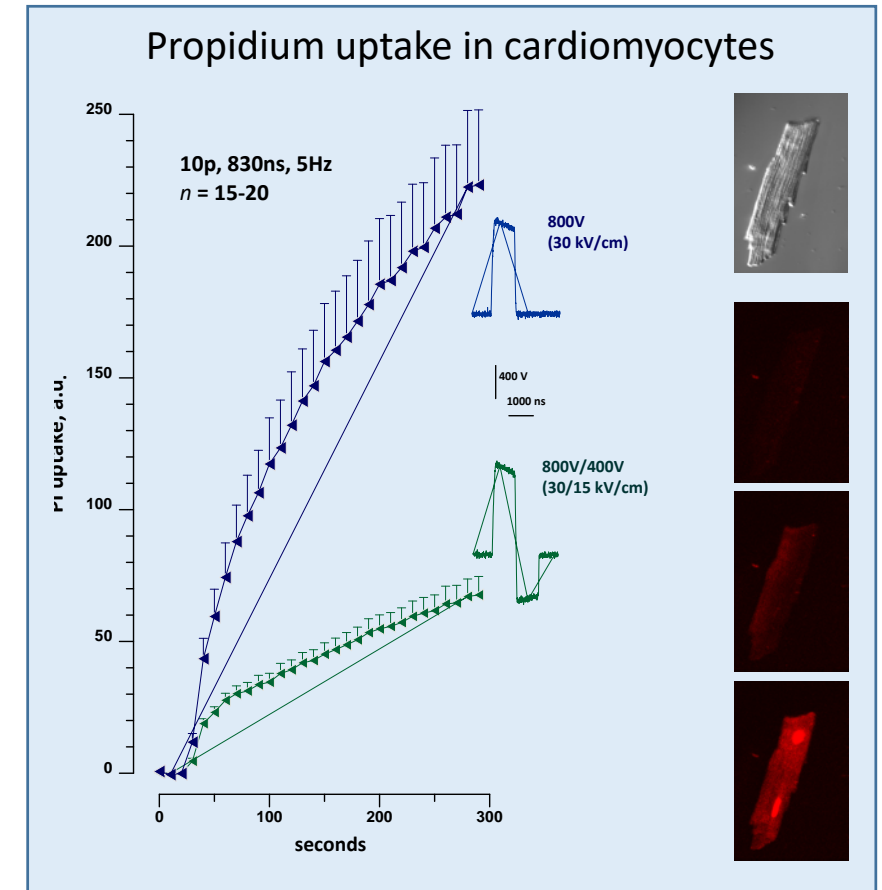 Propidium uptake in cardiomyocytes
250
10p, 830ns, 5Hz
n = 15-20
800V
(30 kV/cm)
200
150
400 V
1000 ns
800V/400V
(30/15 kV/cm)
100
50
0
uptake, a.u.
0 100 200 300
seconds